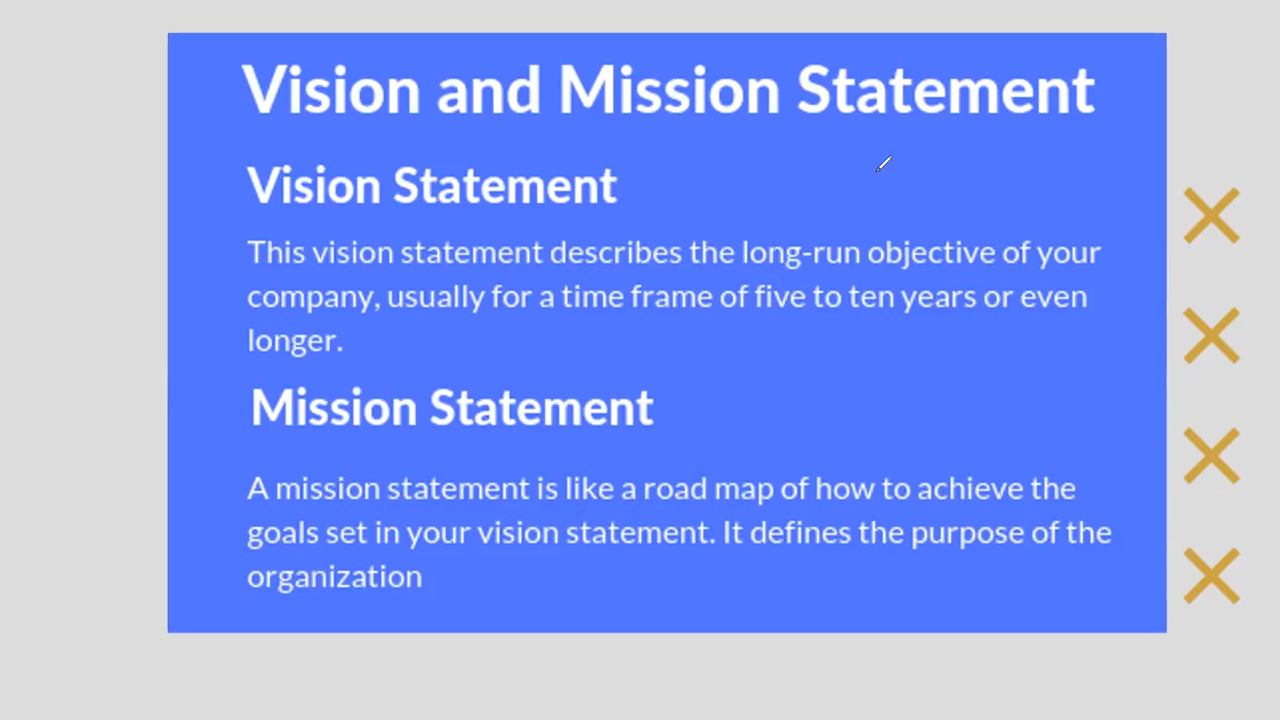 Vision and Mission Statement
Vision Statement
This vision statement describes the long-run objective of your
company, usually for a time frame of five to ten years or even
longer.
Mission Statement
A mission statement is like a road map of how to achieve the
goals set in your vision statement. It defines the purpose of the
organization